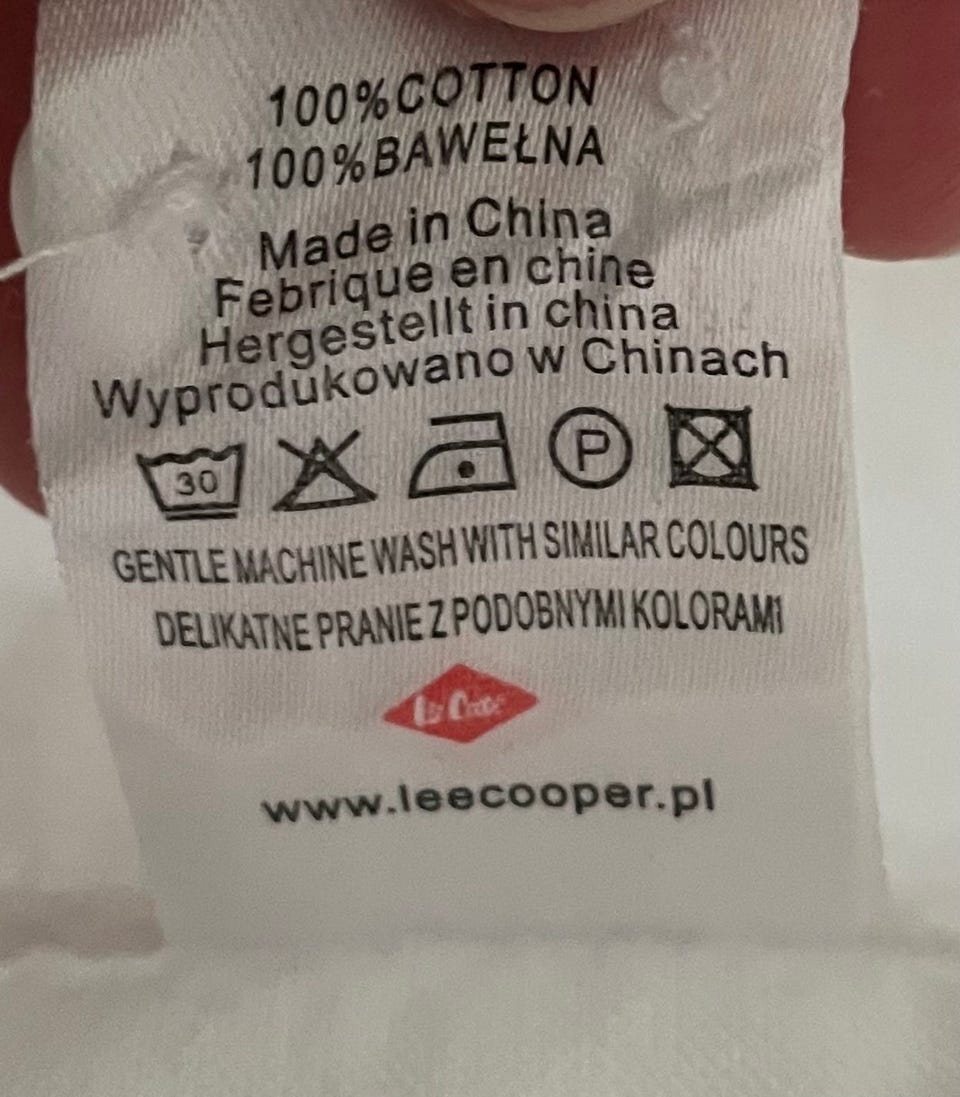 100%COTTON
100%BAWEŁNA
Made in China
Febrique en chine
Hergestellt in china
Wyprodukowano w Chinach
30 P
GENTLE MACHINE WASH WITH SIMILAR COLOURS
DELIKATNE PRANIE Z PODOBNYMI KOLORAMI
www.leecooper.pl